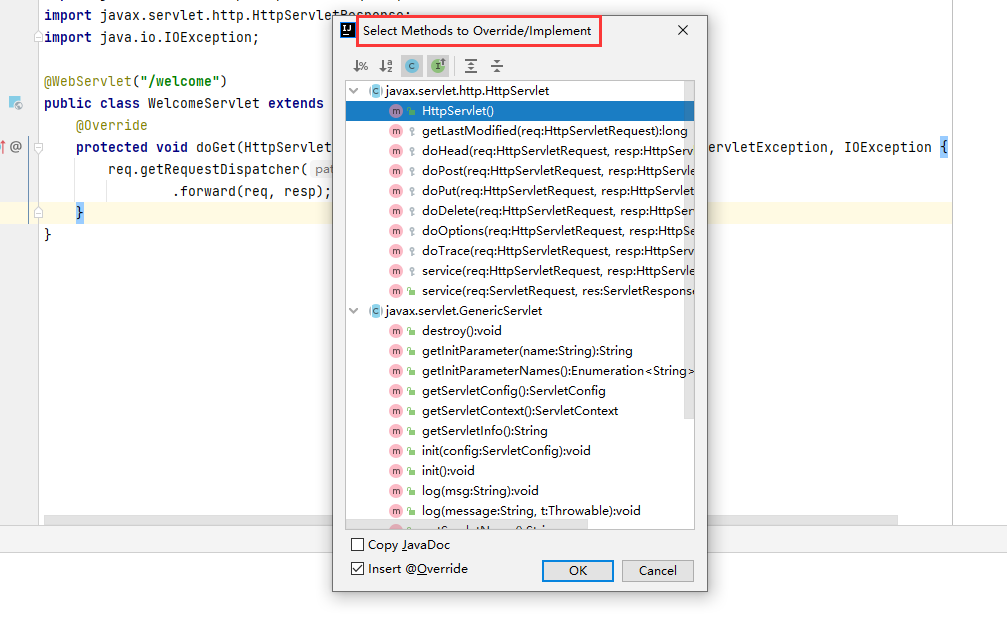 import javax.servlet.http.HttpServletResponse;
import java.io.IOException;
@WebServlet("/welcome")
public class WelcomeServlet extends
@Override
protected void doGet(HttpServlet
ervletException, IOException {
req.getRequestDispatcher( pat
.forward(req, resp);
}
}
Select Methods to Override/Implement
javax.servlet.http.HttpServlet
HttpServlet()
getLastModified(req:HttpServletRequest):long
doHead(req:HttpServletRequest, resp:HttpServ
doPost(req:HttpServletRequest, resp:HttpServle
doPut(req:HttpServletRequest, resp:HttpServlet
doDelete(req:HttpServletRequest, resp:HttpSer
doOptions(req:HttpServletRequest, resp:HttpSe
doTrace(req:HttpServletRequest, resp:HttpServ
service(req:HttpServletRequest, resp:HttpServle
service(req:ServletRequest, res:ServletResponse
javax.servlet.GenericServlet
destroy():void
getInitParameter(name:String):String
getInitParameterNames():Enumeration<String>
getServletConfig():ServletConfig
getServletContext():ServletContext
getServletInfo():String
init(config:ServletConfig):void
init():void
log(msg:String):void
log(message:String, t:Throwable):void
Copy JavaDoc
Insert @Override
OK
Cancel